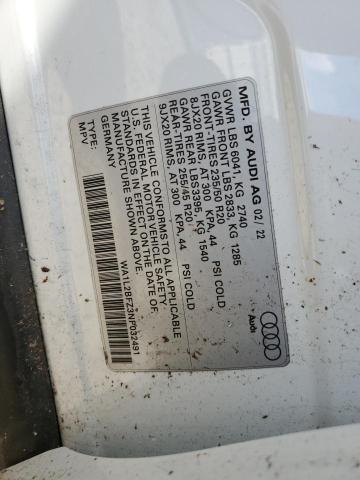 MFD. BY AUDI AG 02/ 22
GVWR LBS 6041, KG 2740
GAWR FRONT LBS 2833, KG 1285
FRONT-TIRES 235/50 R20
8JX20 RIMS, AT 300 KPA, 44 PSI COLD
GAWR REAR LBS 3395, KG 1540
REAR-TIRES 255/45 R20
9JX20 RIMS, AT 300 KPA, 44 PSI COLD
THIS VEHICLE CONFORMS TO ALL APPLICABLE
U.S. FEDERAL MOTOR VEHICLE SAFETY
STANDARDS IN EFFECT ON THE DATE OF
MANUFACTURE SHOWN ABOVE.
GERMANY
WA1L2BFZ3NP032491
TYPE:
MPV
Audi